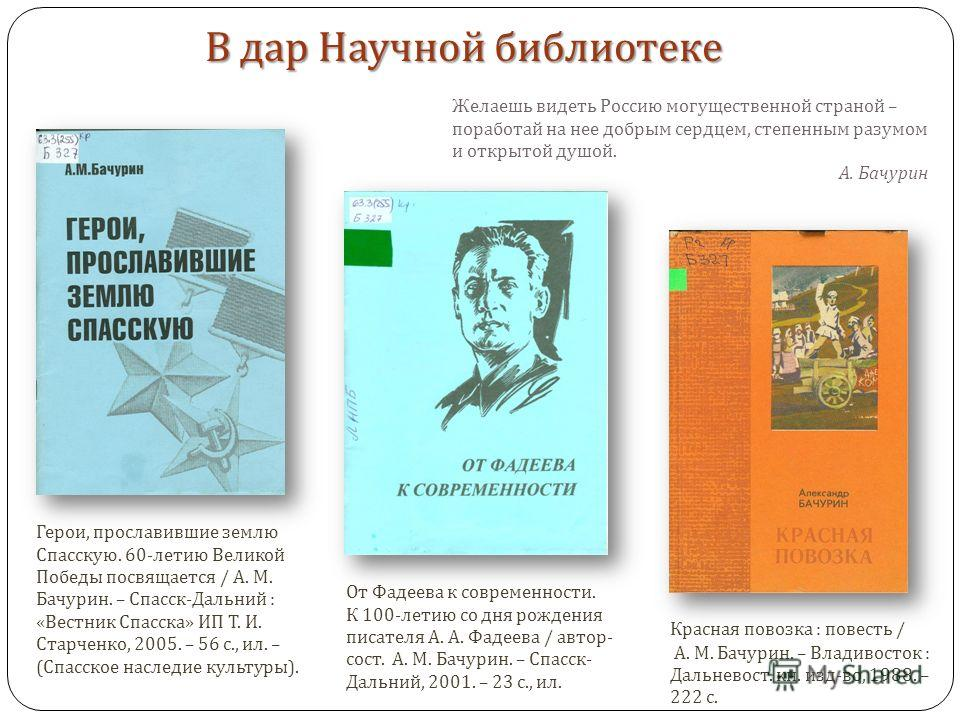 В дар Научной библиотеке
Желаешь видеть Россию могущественной страной –
поработай на нее добрым сердцем, степенным разумом
и открытой душой.
А. Бачурин
63.3(255) кр
Б 327
А.М.Бачурин
ГЕРОИ,
ПРОСЛАВИВШИЕ
ЗЕМЛЮ
СПАССКУЮ
Герои, прославившие землю
Спасскую. 60-летию Великой
Победы посвящается / А. М.
Бачурин. – Спасск-Дальний :
«Вестник Спасска» ИП Т. И.
Старченко, 2005. – 56 с., ил. –
(Спасское наследие культуры).
63.3(255) кр.
Б 327
ОТ ФАДЕЕВА
К СОВРЕМЕННОСТИ
От Фадеева к современности.
К 100-летию со дня рождения
писателя А. А. Фадеева / автор-
сост. А. М. Бачурин. – Спасск-
Дальний, 2001. – 23 с., ил.
Р2 кр
Б 327
Александр
БАЧУРИН
КРАСНАЯ
ПОВОЗКА
Красная повозка : повесть /
А. М. Бачурин. – Владивосток :
Дальневост. кн. изд-во, 1988. –
222 с.
MyShared